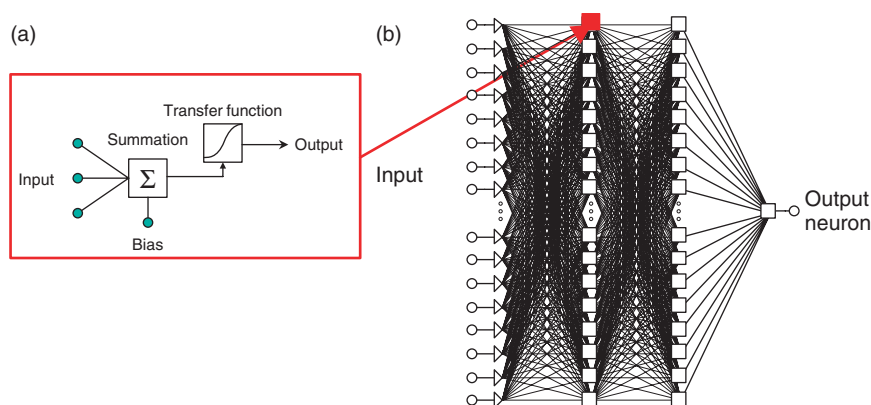 (a)
Transfer function
Summation
Input
Σ
Output
Bias
(b)
Input
Output
neuron